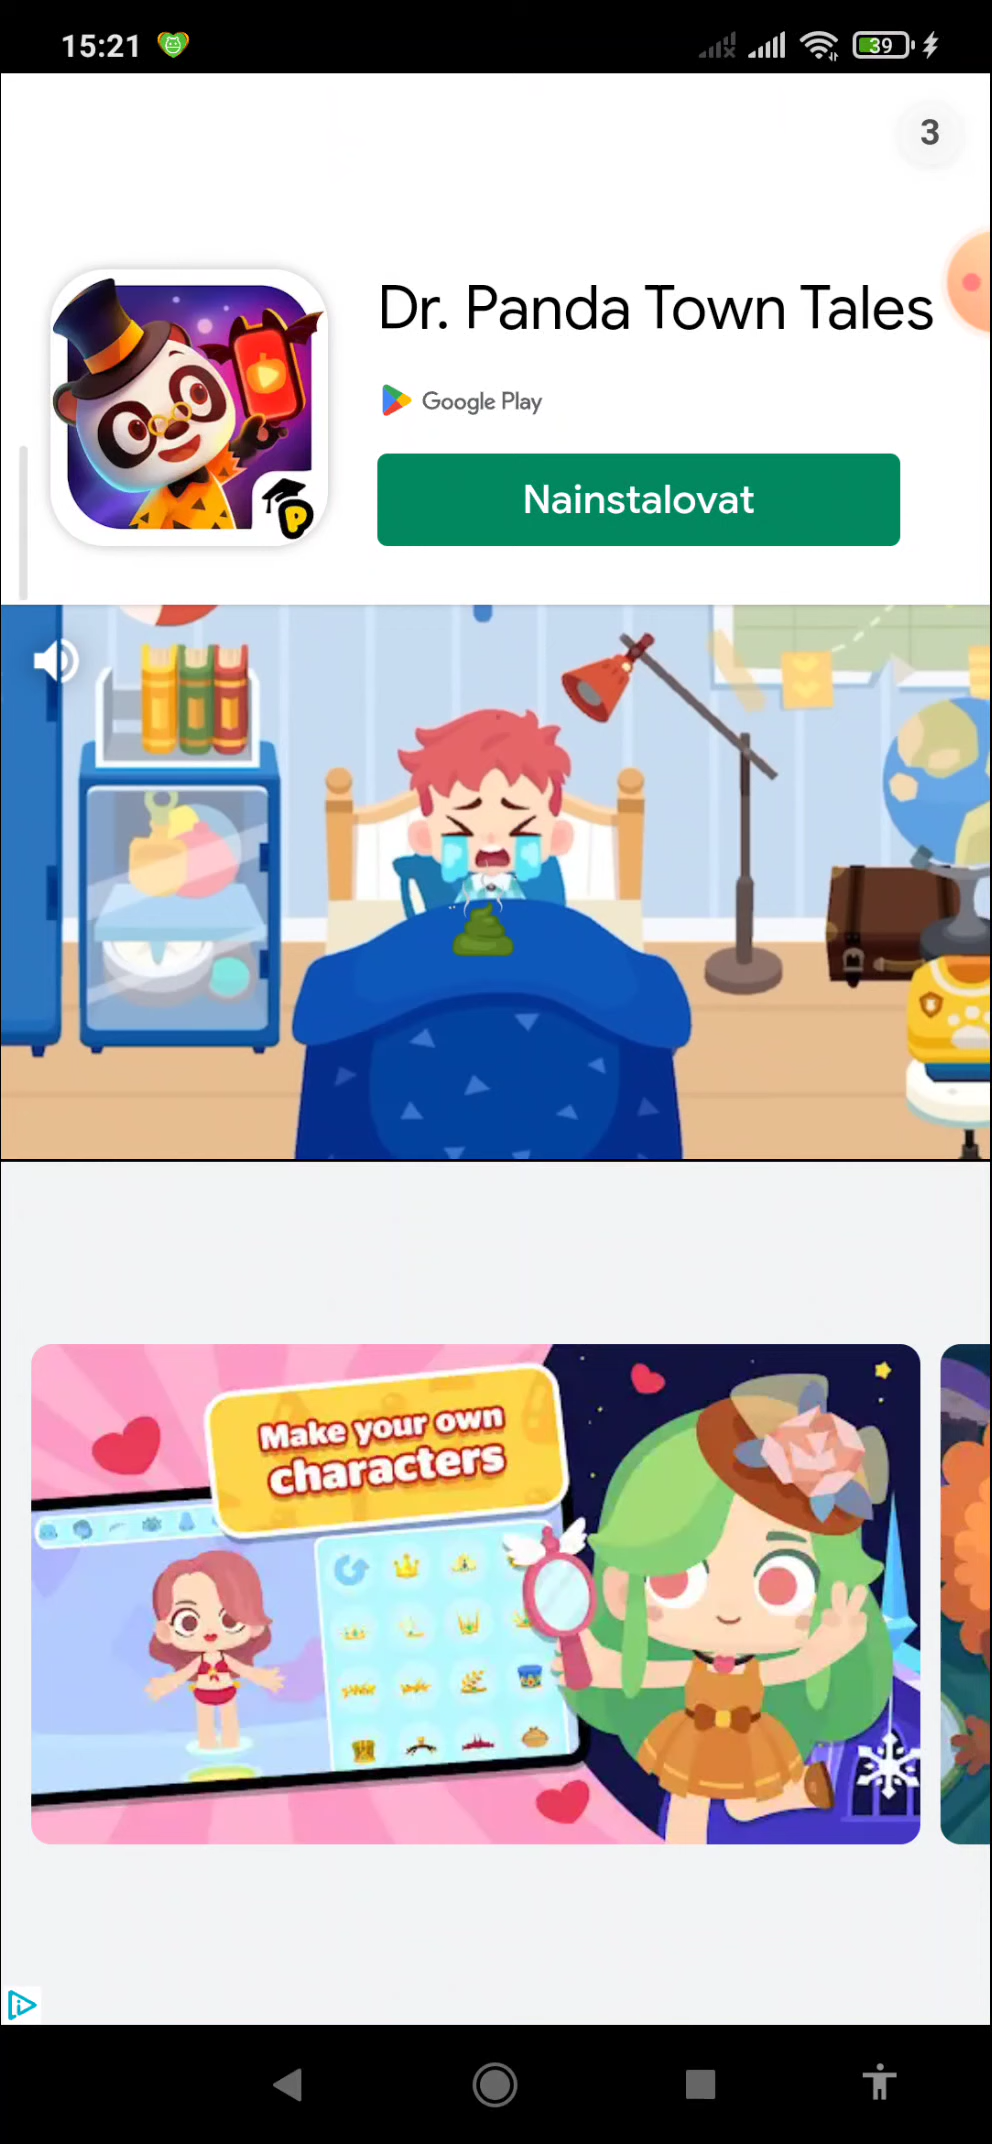 15:21
39
3
Dr. Panda Town Tales
Google Play
Nainstalovat
P
Make your own
characters